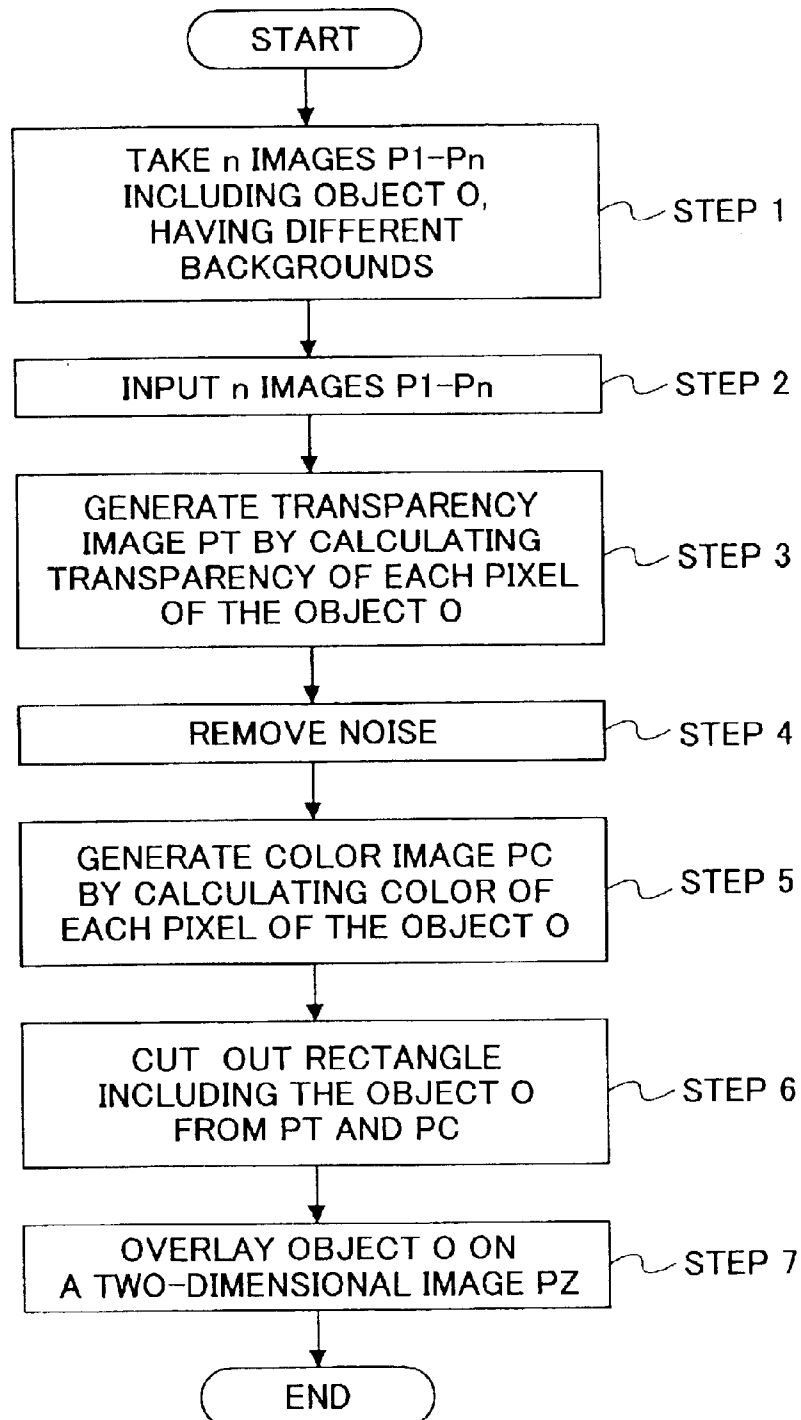 START
TAKE n IMAGES P1-Pn
INCLUDING OBJECT O,
HAVING DIFFERENT
BACKGROUNDS
STEP 1
INPUT n IMAGES P1-Pn
STEP 2
GENERATE TRANSPARENCY
IMAGE PT BY CALCULATING
TRANSPARENCY OF EACH PIXEL
OF THE OBJECT O
STEP 3
REMOVE NOISE
STEP 4
GENERATE COLOR IMAGE PC
BY CALCULATING COLOR OF
EACH PIXEL OF THE OBJECT O
STEP 5
CUT OUT RECTANGLE
INCLUDING THE OBJECT O
FROM PT AND PC
STEP 6
OVERLAY OBJECT O ON
A TWO-DIMENSIONAL IMAGE PZ
STEP 7
END